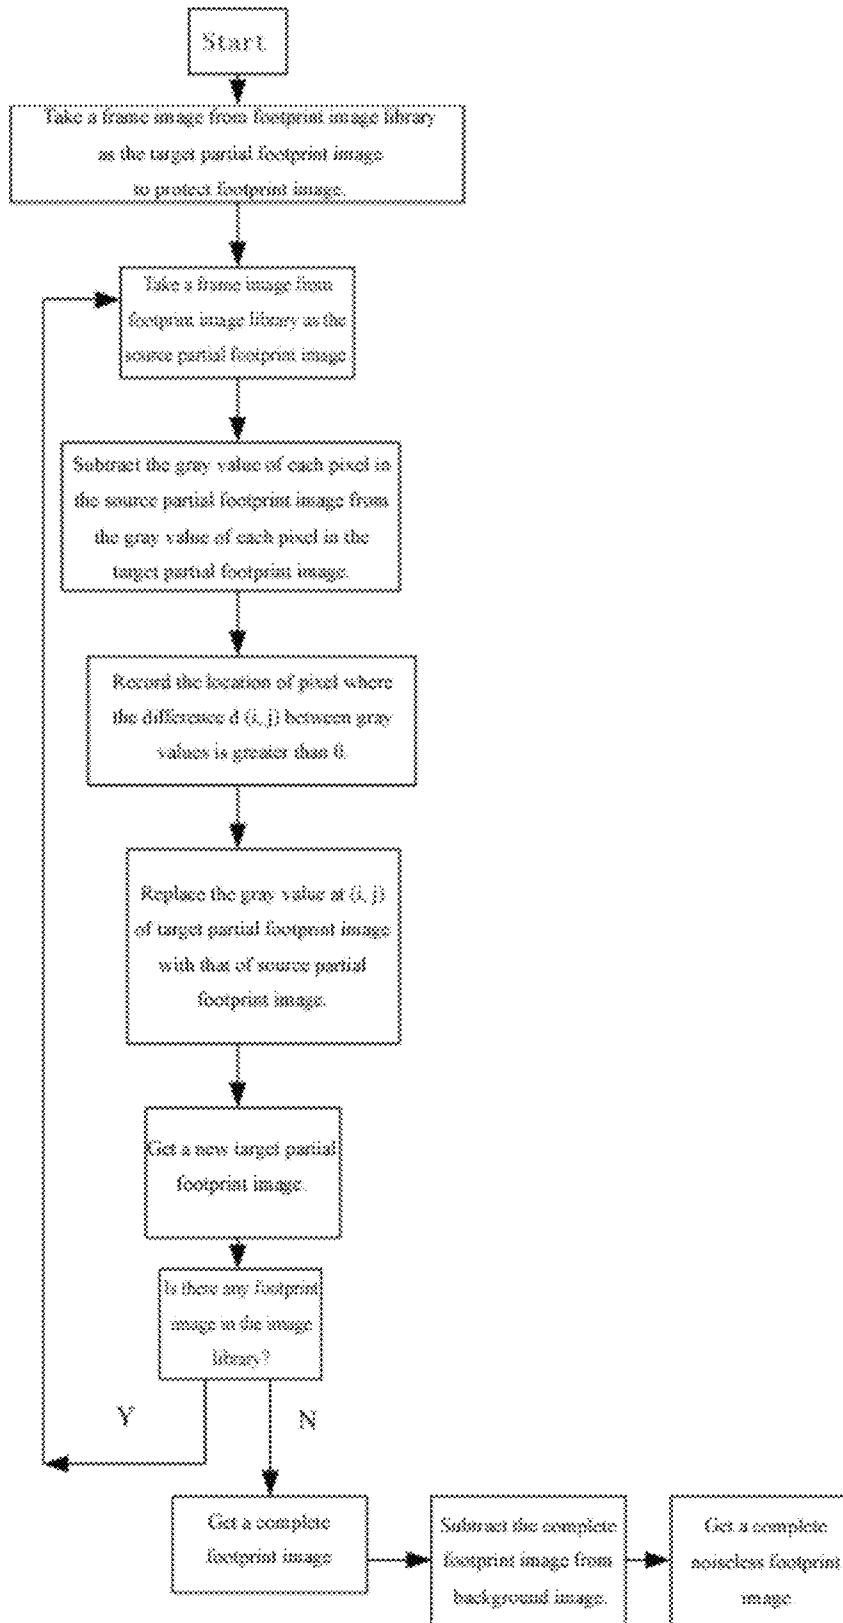 Start
Take a frame image from footprint image library
as the target partial footprint image
to protect footprint image.
Take a frame image from
footprint image library as the
source partial footprint image
Subtract the gray value of each pixel in
the source partial footprint image from
the gray value of each pixel in the
target partial footprint image.
Record the location of pixel where
the difference d (i, j) between gray
values is greater than 0.
Replace the gray value at (i, j)
of target partial footprint image
with that of source partial
footprint image.
Get a new target partial
footprint image.
Is there any footprint
image in the image
library?
Y
N
Get a complete
footprint image
Subtract the complete
footprint image from
background image.
Get a complete
noiseless footprint
image